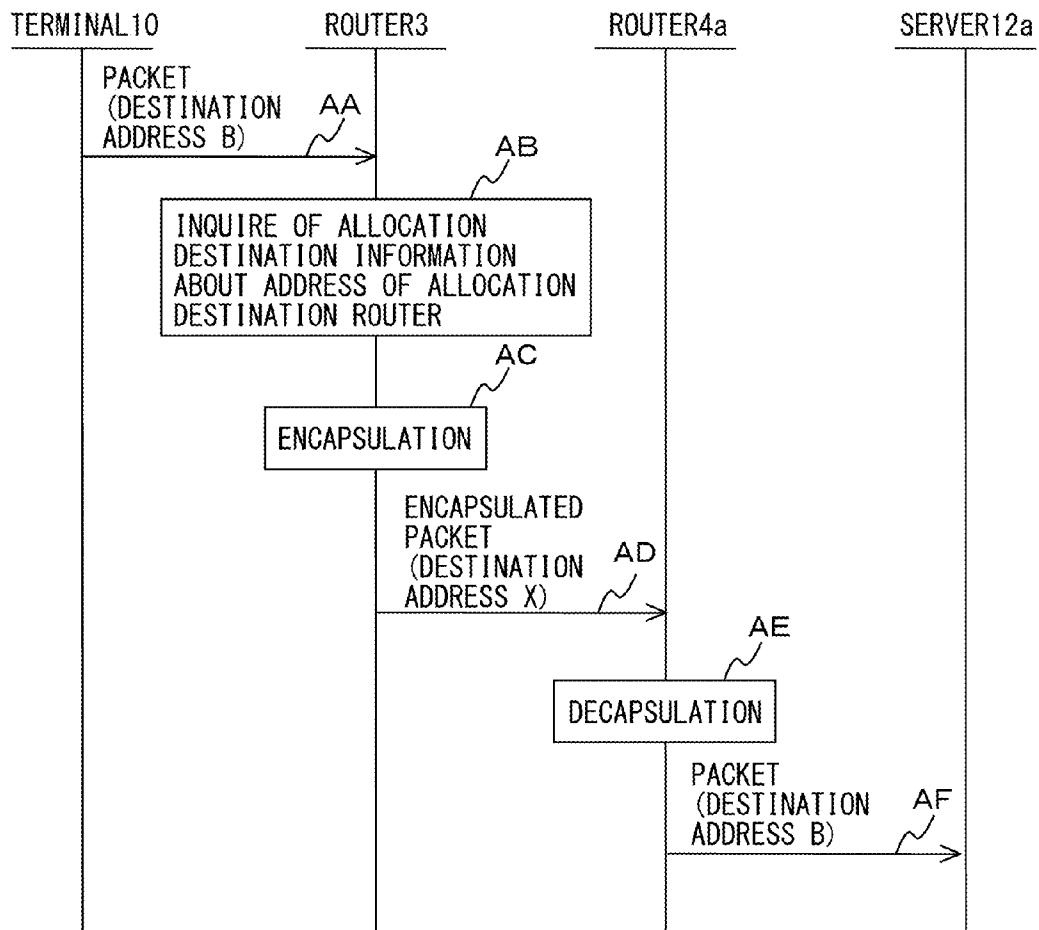 TERMINAL10
ROUTER3
ROUTER4a
SERVER12a
PACKET
(DESTINATION
ADDRESS B)
AA
AB
INQUIRE OF ALLOCATION
DESTINATION INFORMATION
ABOUT ADDRESS OF ALLOCATION
DESTINATION ROUTER
AC
ENCAPSULATION
ENCAPSULATED
PACKET
(DESTINATION
ADDRESS X)
AD
AE
DECAPSULATION
PACKET
(DESTINATION
ADDRESS B)
AF